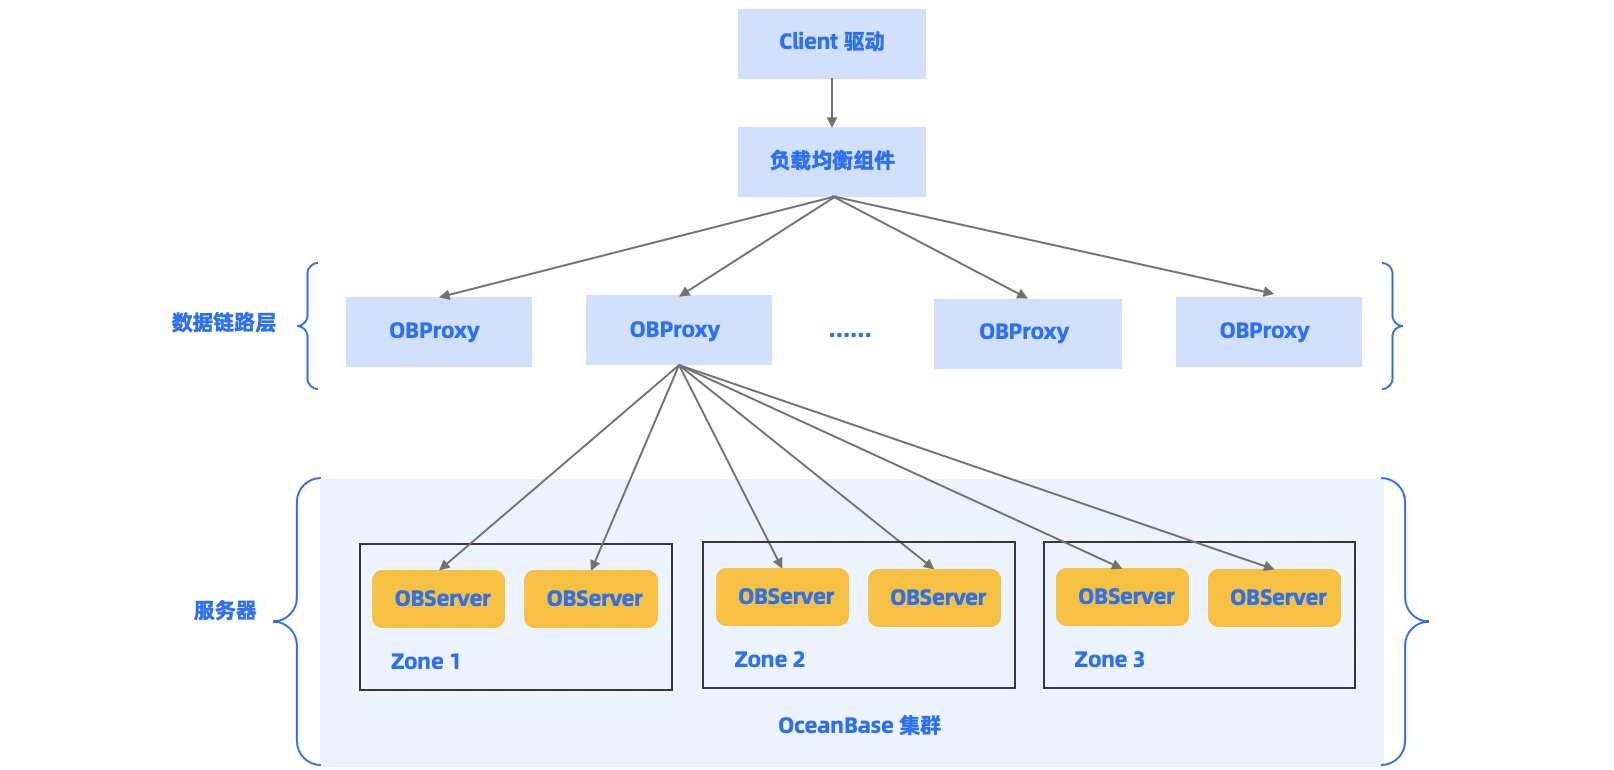 Client 驱动
负载均衡组件
数据链路层
OBProxy
OBProxy
......
OBProxy
OBProxy
服务器
OBServer
OBServer
Zone 1
OBServer
OBServer
Zone 2
OBServer
OBServer
Zone 3
OceanBase 集群